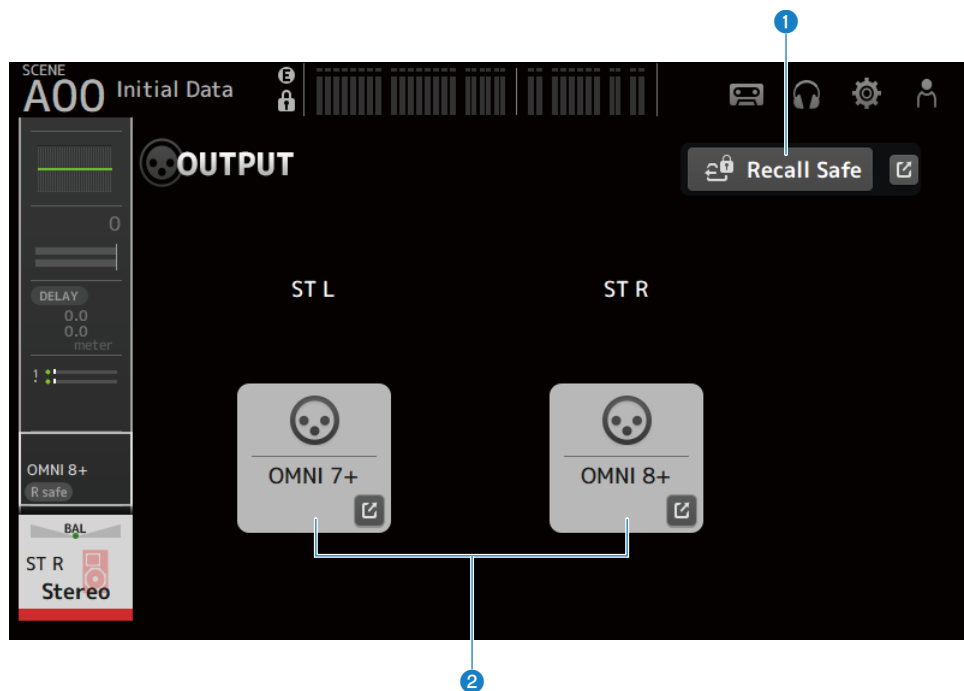 1
SCENE
A00 Initial Data
E
OUTPUT
Recall Safe
0
DELAY
0.0
0.0
meter
!
ST L
ST R
OMNI 7+
OMNI 8+
OMNI 8+
R safe
BAL
ST R
Stereo
2